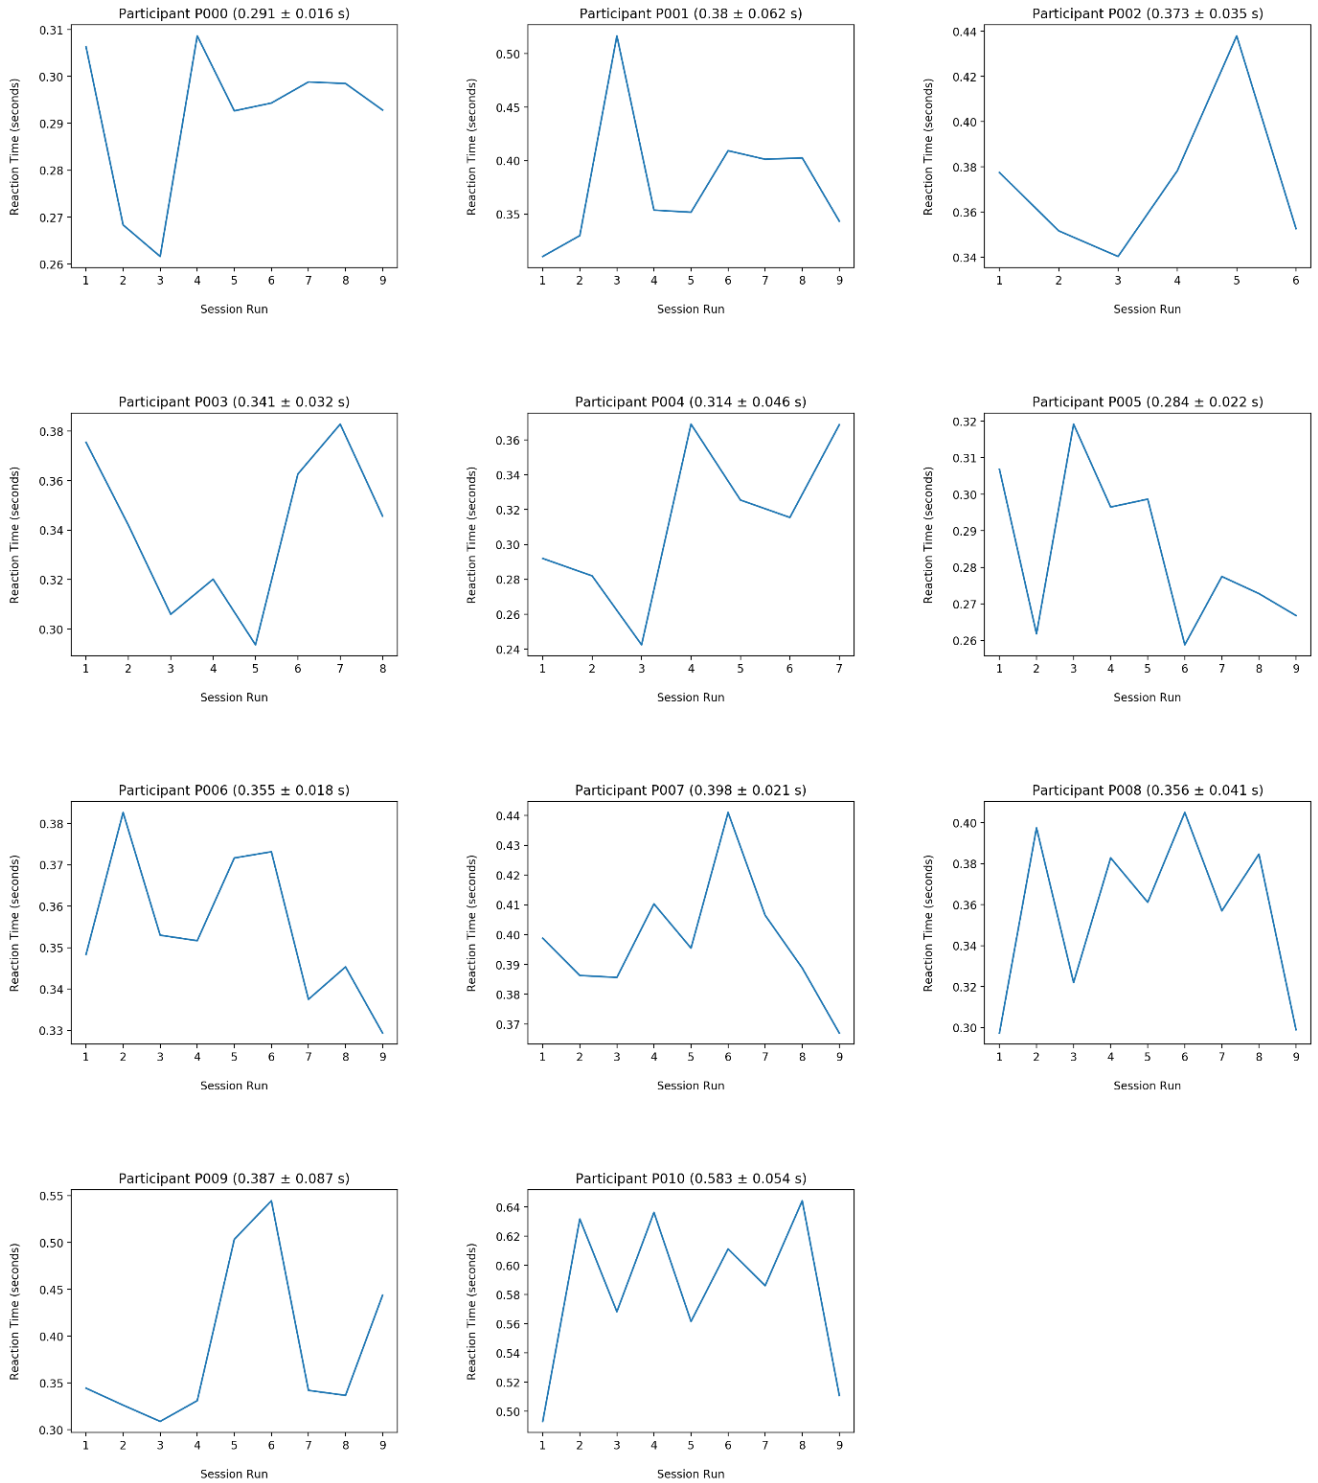 Participant P000 (0.291 ± 0.016 s)
Reaction Time (seconds)
0.31
0.30
0.29
0.28
0.27
0.26
1 2 3 4 5 6 7 8 9
Session Run
Participant P001 (0.38 ± 0.062 s)
Reaction Time (seconds)
0.50
0.45
0.40
0.35
1 2 3 4 5 6 7 8 9
Session Run
Participant P002 (0.373 ± 0.035 s)
Reaction Time (seconds)
0.44
0.42
0.40
0.38
0.36
0.34
1 2 3 4 5 6
Session Run
Participant P003 (0.341 ± 0.032 s)
Reaction Time (seconds)
0.38
0.36
0.34
0.32
0.30
1 2 3 4 5 6 7 8
Session Run
Participant P004 (0.314 ± 0.046 s)
Reaction Time (seconds)
0.36
0.34
0.32
0.30
0.28
0.26
0.24
1 2 3 4 5 6 7
Session Run
Participant P005 (0.284 ± 0.022 s)
Reaction Time (seconds)
0.32
0.31
0.30
0.29
0.28
0.27
0.26
1 2 3 4 5 6 7 8 9
Session Run
Participant P006 (0.355 ± 0.018 s)
Reaction Time (seconds)
0.38
0.37
0.36
0.35
0.34
0.33
1 2 3 4 5 6 7 8 9
Session Run
Participant P007 (0.398 ± 0.021 s)
Reaction Time (seconds)
0.44
0.43
0.42
0.41
0.40
0.39
0.38
0.37
1 2 3 4 5 6 7 8 9
Session Run
Participant P008 (0.356 ± 0.041 s)
Reaction Time (seconds)
0.40
0.38
0.36
0.34
0.32
0.30
1 2 3 4 5 6 7 8 9
Session Run
Participant P009 (0.387 ± 0.087 s)
Reaction Time (seconds)
0.55
0.50
0.45
0.40
0.35
0.30
1 2 3 4 5 6 7 8 9
Session Run
Participant P010 (0.583 ± 0.054 s)
Reaction Time (seconds)
0.64
0.62
0.60
0.58
0.56
0.54
0.52
0.50
1 2 3 4 5 6 7 8 9
Session Run